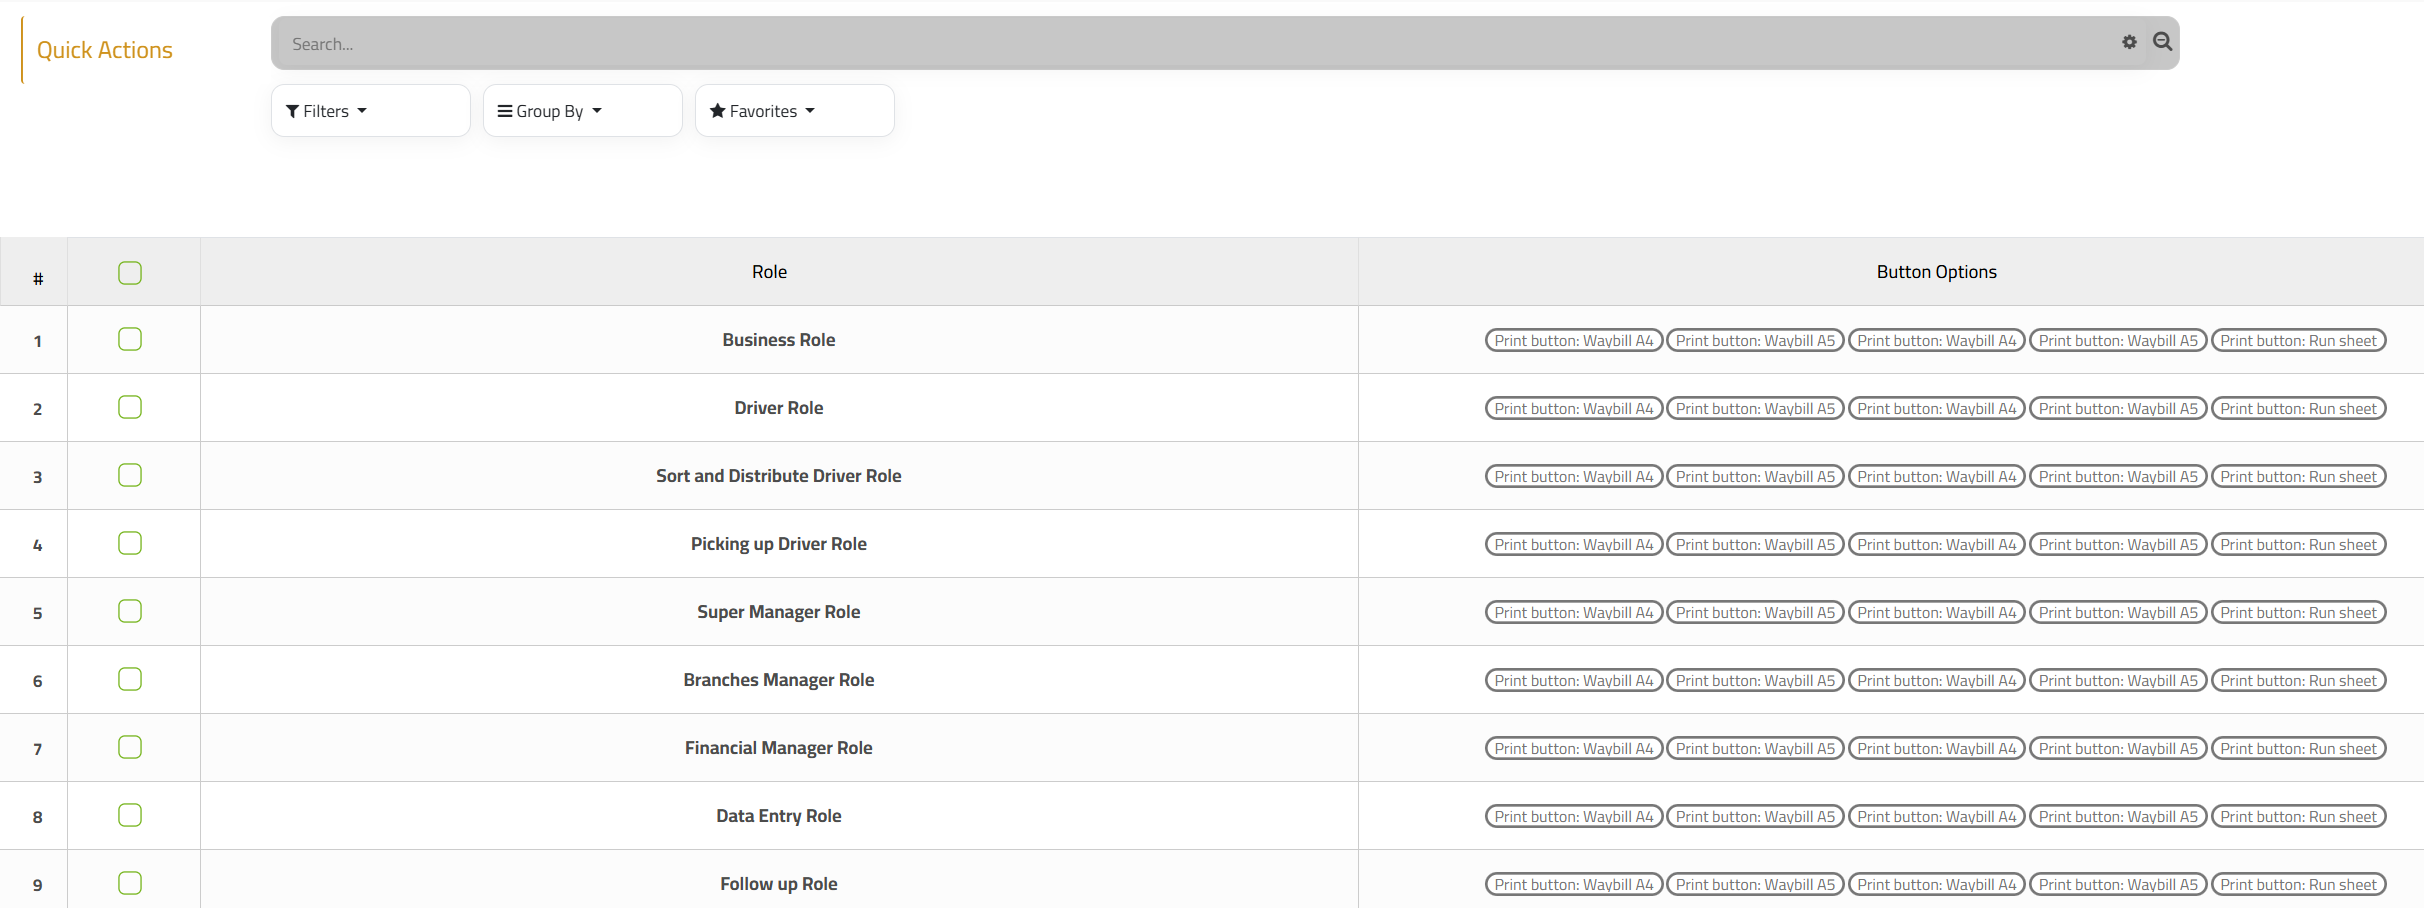 Quick Actions
Search...
Filters Group By Favorites
# Role Button Options
1 Business Role Print button: Waybill A4 Print button: Waybill A5 Print button: Waybill A4 Print button: Waybill A5 Print button: Run sheet
2 Driver Role Print button: Waybill A4 Print button: Waybill A5 Print button: Waybill A4 Print button: Waybill A5 Print button: Run sheet
3 Sort and Distribute Driver Role Print button: Waybill A4 Print button: Waybill A5 Print button: Waybill A4 Print button: Waybill A5 Print button: Run sheet
4 Picking up Driver Role Print button: Waybill A4 Print button: Waybill A5 Print button: Waybill A4 Print button: Waybill A5 Print button: Run sheet
5 Super Manager Role Print button: Waybill A4 Print button: Waybill A5 Print button: Waybill A4 Print button: Waybill A5 Print button: Run sheet
6 Branches Manager Role Print button: Waybill A4 Print button: Waybill A5 Print button: Waybill A4 Print button: Waybill A5 Print button: Run sheet
7 Financial Manager Role Print button: Waybill A4 Print button: Waybill A5 Print button: Waybill A4 Print button: Waybill A5 Print button: Run sheet
8 Data Entry Role Print button: Waybill A4 Print button: Waybill A5 Print button: Waybill A4 Print button: Waybill A5 Print button: Run sheet
9 Follow up Role Print button: Waybill A4 Print button: Waybill A5 Print button: Waybill A4 Print button: Waybill A5 Print button: Run sheet